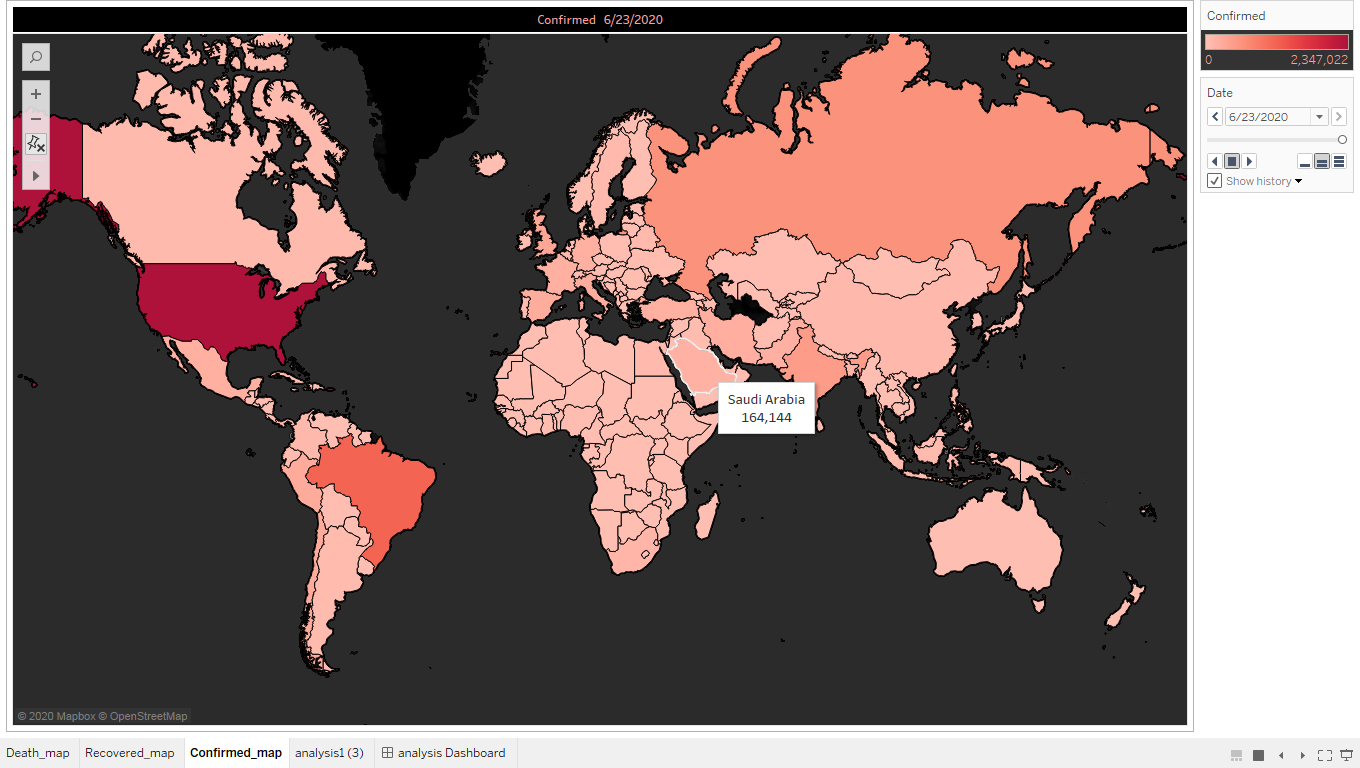 Confirmed 6/23/2020
Confirmed
0 2,347,022
Date
6/23/2020
Show history
Saudi Arabia
164,144
© 2020 Mapbox © OpenStreetMap
Death_map Recovered_map Confirmed_map analysis1 (3) analysis Dashboard